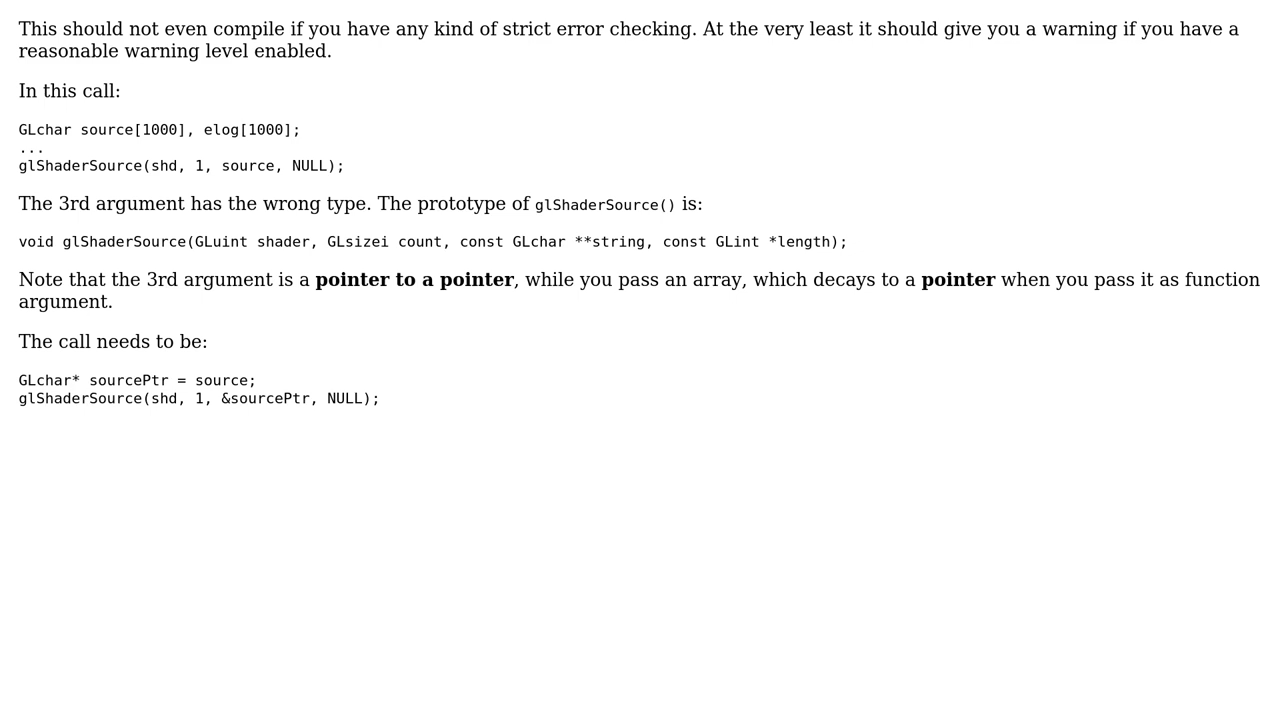 This should not even compile if you have any kind of strict error checking. At the very least it should give you a warning if you have a
reasonable warning level enabled.
In this call:
GLchar source[1000], elog[1000];
...
glShaderSource(shd, 1, source, NULL);
The 3rd argument has the wrong type. The prototype of glShaderSource() is:
void glShaderSource(GLuint shader, GLsizei count, const GLchar **string, const GLint *length);
Note that the 3rd argument is a pointer to a pointer, while you pass an array, which decays to a pointer when you pass it as function
argument.
The call needs to be:
GLchar* sourcePtr = source;
glShaderSource(shd, 1, &sourcePtr, NULL);